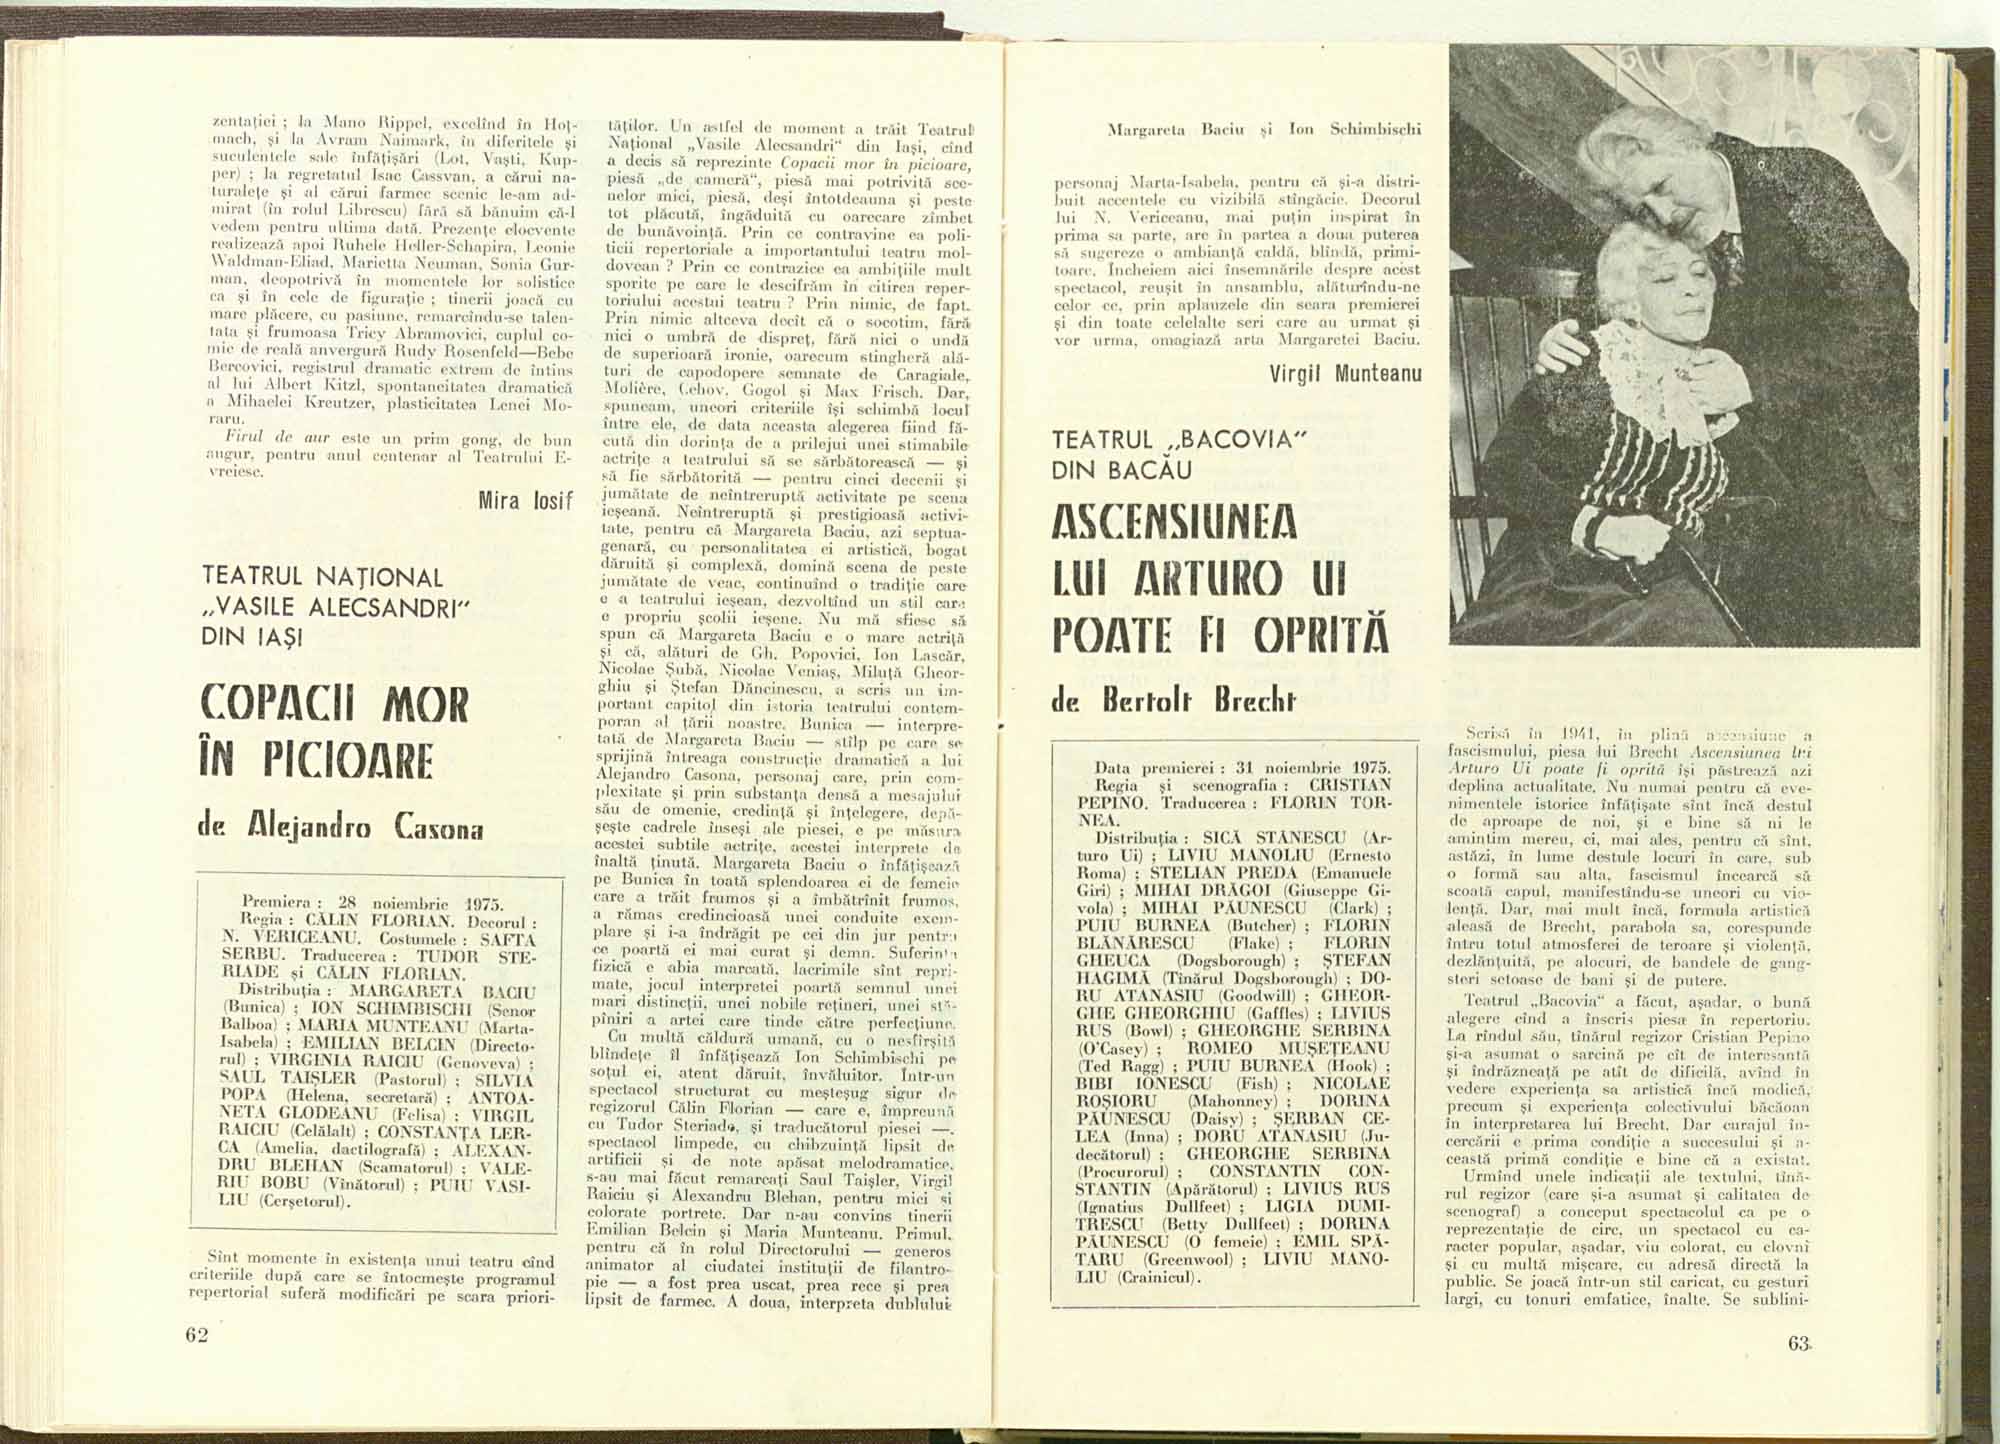 zentației ; la Mano Rippel, excelînd în Hoț-
mach, și la Avram Naimark, în diferitele și
suculentele sale înfățișări (Lot, Vaști, Kup-
per) ; la regretatul Isac Cassvan, a cărui na-
turalețe și al cărui farmec scenic le-am ad-
mirat (în rolul Librescu) fără să bănuim că-l
vedem pentru ultima dată. Prezențe elocvente
realizează apoi Ruhele Heller-Schapira, Leonie
Waldman-Eliad, Marietta Neuman, Sonia Gur-
man, deopotrivă în momentele lor solistice
ca și în cele de figurație ; tinerii joacă cu
mare plăcere, cu pasiune, remarcîndu-se talen-
tata și frumoasa Tricy Abramovici, cuplul co-
mic de reală anvergură Rudy Rosenfeld—Bebe
Bercovici, registrul dramatic extrem de întins
al lui Albert Kitzl, spontaneitatea dramatică
a Mihaelei Kreutzer, plasticitatea Lenei Mo-
raru.
Firul de aur este un prim gong, de bun
augur, pentru anul centenar al Teatrului E-
vreiesc.
Mira Iosif
TEATRUL NAȚIONAL
„VASILE ALECSANDRI”
DIN IAȘI
COPACII MOR
ÎN PICIOARE
de Alejandro Casona
Premiera : 28 noiembrie 1975.
Regia : CĂLIN FLORIAN. Decorul :
N. VERICEANU. Costumele : SAFTA
SERBU. Traducerea : TUDOR STE-
RIADE și CĂLIN FLORIAN.
Distribuția : MARGARETA BACIU
(Bunica) ; ION SCHIMBISCHI (Senor
Balboa) ; MARIA MUNTEANU (Marta-
Isabela) ; EMILIAN BELCIN (Directo-
rul) ; VIRGINIA RAICIU (Genoveva) ;
SAUL TAIȘLER (Pastorul) ; SILVIA
POPA (Helena, secretară) ; ANTOA-
NETA GLODEANU (Felisa) ; VIRGIL
RAICIU (Celălalt) ; CONSTANȚA LER-
CA (Amelia, dactilografă) ; ALEXAN-
DRU BLEHAN (Scamatorul) ; VALE-
RIU BOBU (Vînătorul) ; PUIU VASI-
LIU (Cerșetorul).
Sînt momente în existența unui teatru cînd
criteriile după care se întocmește programul
repertorial suferă modificări pe scara priori-
62
tăților. Un astfel de moment a trăit Teatrul
Național „Vasile Alecsandri“ din Iași, cînd
a decis să reprezinte Copacii mor în picioare,
piesă „de cameră“, piesă mai potrivită sce-
nelor mici, piesă, deși întotdeauna și peste
tot plăcută, îngăduită cu oarecare zîmbet
de bunăvoință. Prin ce contravine ea poli-
ticii repertoriale a importantului teatru mol-
dovean ? Prin ce contrazice ea ambițiile mult
sporite pe care le descifrăm în citirea reper-
toriului acestui teatru ? Prin nimic, de fapt.
Prin nimic altceva decît că o socotim, fără
nici o umbră de dispreț, fără nici o undă
de superioară ironie, oarecum stingheră ală-
turi de capodopere semnate de Caragiale,
Molière, Cehov, Gogol și Max Frisch. Dar,
spuneam, uneori criteriile își schimbă locul
între ele, de data aceasta alegerea fiind fă-
cută din dorința de a prilejui unei stimabile
actrițe a teatrului să se sărbătorească — și
să fie sărbătorită — pentru cinci decenii și
jumătate de neîntreruptă activitate pe scena
ieșeană. Neîntreruptă și prestigioasă activi-
tate, pentru că Margareta Baciu, azi septua-
genară, cu personalitatea ei artistică, bogat
dăruită și complexă, domină scena de peste
jumătate de veac, continuînd o tradiție care
e a teatrului ieșean, dezvoltînd un stil care
e propriu școlii ieșene. Nu mă sfiesc să
spun că Margareta Baciu e o mare actriță
și că, alături de Gh. Popovici, Ion Lascăr,
Nicolae Șubă, Nicolae Veniaș, Miluță Gheor-
ghiu și Ștefan Dăncinescu, a scris un im-
portant capitol din istoria teatrului contem-
poran al țării noastre. Bunica — interpre-
tată de Margareta Baciu — stîlp pe care se
sprijină întreaga construcție dramatică a lui
Alejandro Casona, personaj care, prin com-
plexitate și prin substanța densă a mesajului
său de omenie, credință și înțelegere, depă-
șește cadrele înseși ale piesei, e pe măsura
acestei subtile actrițe, acestei interprete de
înaltă ținută. Margareta Baciu o înfățișează
pe Bunica în toată splendoarea ei de femeie
care a trăit frumos și a îmbătrînit frumos,
a rămas credincioasă unei conduite exem-
plare și i-a îndrăgit pe cei din jur pentru
ce poartă ei mai curat și demn. Suferința
fizică e abia marcată, lacrimile sînt repri-
mate, jocul interpretei poartă semnul unei
mari distincții, unei nobile rețineri, unei stă-
pîniri a artei care tinde către perfecțiune.
Cu multă căldură umană, cu o nesfîrșită
blîndețe îl înfățișează Ion Schimbischi pe
soțul ei, atent dăruit, învăluitor. Într-un
spectacol structurat cu meșteșug sigur de
regizorul Călin Florian — care e, împreună
cu Tudor Steriade, și traducătorul piesei —,
spectacol limpede, cu chibzuință lipsit de
artificii și de note apăsat melodramatice,
s-au mai făcut remarcați Saul Taișler, Virgil
Raiciu și Alexandru Blehan, pentru mici și
colorate portrete. Dar n-au convins tinerii
Emilian Belcin și Maria Munteanu. Primul,
pentru că în rolul Directorului — generos
animator al ciudatei instituții de filantro-
pie — a fost prea uscat, prea rece și prea
lipsit de farmec. A doua, interpreta dublului
Margareta Baciu și Ion Schimbischi
personaj Marta-Isabela, pentru că și-a distri-
buit accentele cu vizibilă stîngăcie. Decorul
lui N. Vericeanu, mai puțin inspirat în
prima sa parte, are în partea a doua puterea
să sugereze o ambianță caldă, blîndă, primi-
toare. Încheiem aici însemnările despre acest
spectacol, reușit în ansamblu, alăturîndu-ne
celor ce, prin aplauzele din seara premierei
și din toate celelalte seri care au urmat și
vor urma, omagiază arta Margaretei Baciu.
Virgil Munteanu
TEATRUL „BACOVIA”
DIN BACĂU
ASCENSIUNEA
LUI ARTURO UI
POATE FI OPRITĂ
de Bertolt Brecht
Data premierei : 31 noiembrie 1975.
Regia și scenografia : CRISTIAN
PEPINO. Traducerea : FLORIN TOR-
NEA.
Distribuția : SICĂ STĂNESCU (Ar-
turo Ui) ; LIVIU MANOLIU (Ernesto
Roma) ; STELIAN PREDA (Emanuele
Giri) ; MIHAI DRĂGOI (Giuseppe Gi-
vola) ; MIHAI PĂUNESCU (Clark) ;
PUIU BURNEA (Butcher) ; FLORIN
BLĂNĂRESCU (Flake) ; FLORIN
GHEUCA (Dogsborough) ; ȘTEFAN
HAGIMĂ (Tînărul Dogsborough) ; DO-
RU ATANASIU (Goodwill) ; GHEOR-
GHE GHEORGHIU (Gaffles) ; LIVIUS
RUS (Bowl) ; GHEORGHE SERBINA
(O'Casey) ; ROMEO MUȘEȚEANU
(Ted Ragg) ; PUIU BURNEA (Hook) ;
BIBI IONESCU (Fish) ; NICOLAE
ROȘIORU (Mahonney) ; DORINA
PĂUNESCU (Daisy) ; ȘERBAN CE-
LEA (Inna) ; DORU ATANASIU (Ju-
decătorul) ; GHEORGHE SERBINA
(Procurorul) ; CONSTANTIN CON-
STANTIN (Apărătorul) ; LIVIUS RUS
(Ignatius Dullfeet) ; LIGIA DUMI-
TRESCU (Betty Dullfeet) ; DORINA
PĂUNESCU (O femeie) ; EMIL SPĂ-
TARU (Greenwool) ; LIVIU MANO-
LIU (Crainicul).
Scrisă în 1941, în plină ascensiune a
fascismului, piesa lui Brecht Ascensiunea lui
Arturo Ui poate fi oprită își păstrează azi
deplina actualitate. Nu numai pentru că eve-
nimentele istorice înfățișate sînt încă destul
de aproape de noi, și e bine să ni le
amintim mereu, ci, mai ales, pentru că sînt,
astăzi, în lume destule locuri în care, sub
o formă sau alta, fascismul încearcă să
scoată capul, manifestîndu-se uneori cu vio-
lență. Dar, mai mult încă, formula artistică
aleasă de Brecht, parabola sa, corespunde
întru totul atmosferei de teroare și violență,
dezlănțuită, pe alocuri, de bandele de gang-
steri setoase de bani și de putere.
Teatrul „Bacovia“ a făcut, așadar, o bună
alegere cînd a înscris piesa în repertoriu.
La rîndul său, tînărul regizor Cristian Pepino
și-a asumat o sarcină pe cît de interesantă
și îndrăzneață pe atît de dificilă, avînd în
vedere experiența sa artistică încă modică,
precum și experiența colectivului băcăoan
în interpretarea lui Brecht. Dar curajul în-
cercării e prima condiție a succesului și a-
ceastă primă condiție e bine că a existat.
Urmînd unele indicații ale textului, tînă-
rul regizor (care și-a asumat și calitatea de
scenograf) a conceput spectacolul ca pe o
reprezentație de circ, un spectacol cu ca-
racter popular, așadar, viu colorat, cu clovni
și cu multă mișcare, cu adresă directă la
public. Se joacă într-un stil caricat, cu gesturi
largi, cu tonuri emfatice, înalte. Se sublini-
63